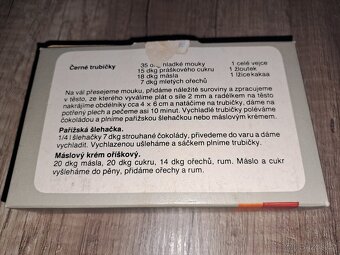 Černé trubičky
35 dkg hladké mouky
15 dkg práškového cukru
18 dkg másla
7 dkg mletých ořechů
1 celé vejce
1 žloutek
1 lžíce kakaa
Na vál přesejeme mouku, přidáme náležité suroviny a zpracujeme
v těsto, ze kterého vyválíme plát o síle 2 mm a radélkem na těsto
nakrájíme obdélníci cca 4 x 6 cm a natáčíme na trubičky, dáme na
potřený plech a pečeme asi 10 minut. Vychladlé trubičky poléváme
čokoládou a plníme pařížskou šlehačkou nebo máslovým krémem.
Pařížská šlehačka.
1/4 l šlehačky 7 dkg strouhané čokolády, přivedeme do varu a dáme
vychladit. Vychlazenou ušleháme a sáčkem plníme trubičky.
Máslový krém oříškový.
20 dkg másla, 20 dkg cukru, 14 dkg ořechů, rum. Máslo a cukr
vyšleháme do pěny, přidáme ořechy a rum.